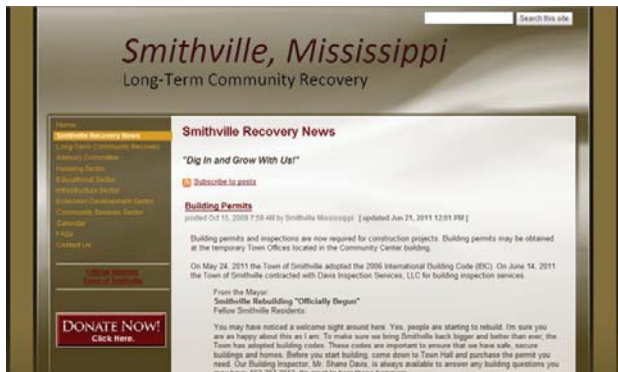 Search this site
Smithville, Mississippi
Long-Term Community Recovery
Home
Smithville Recovery News
Long-Term Community Recovery
Advisory Committee
Housing Sector
Educational Sector
Infrastructure Sector
Economic Development Sector
Community Services Sector
Calendar
FAQs
Contact Us
Town of Smithville
DONATE NOW!
Click Here.
Smithville Recovery News
"Dig In and Grow With Us!"
Subscribe to posts
Building Permits
posted Oct 15, 2009 7:59 AM by Smithville Mississippi [ updated Jun 21, 2011 12:01 PM ]
Building permits and inspections are now required for construction projects. Building permits may be obtained
at the temporary Town Offices located in the Community Center building.
On May 24, 2011 the Town of Smithville adopted the 2006 International Building Code (IBC). On June 14, 2011
the Town of Smithville contracted with Davis Inspection Services, LLC for building inspection services.
From the Mayor:
Smithville Rebuilding "Officially Begun"
Fellow Smithville Residents:
You may have noticed a welcome sight around here. Yes, people are starting to rebuild. I'm sure you
are as happy about this as I am. To make sure we bring Smithville back bigger and better than ever, the
Town has adopted building codes. These codes are important to ensure that we have safe, secure
buildings and homes. Before you start building, come down to Town Hall and purchase the permit you
need. Our Building Inspector, Mr. Shane Davis, is always available to answer any building questions you